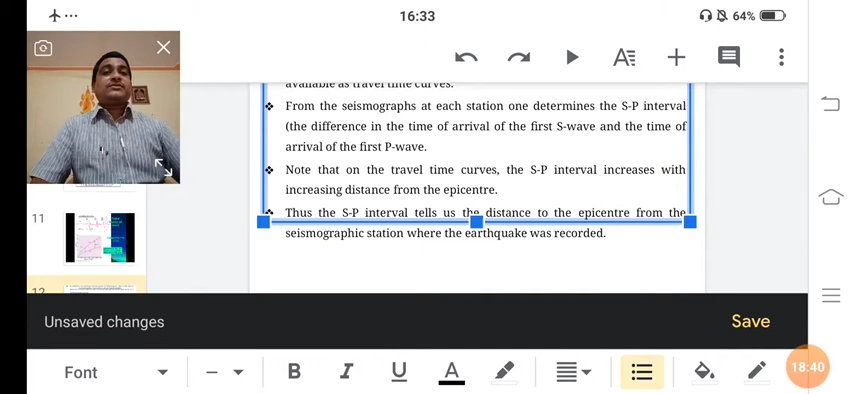 16:33
64%
available as travel time curves.
❖ From the seismographs at each station one determines the S-P interval
(the difference in the time of arrival of the first S-wave and the time of
arrival of the first P-wave.
❖ Note that on the travel time curves, the S-P interval increases with
increasing distance from the epicentre.
❖ Thus the S-P interval tells us the distance to the epicentre from the
seismographic station where the earthquake was recorded.
11
12
Unsaved changes
Save
Font
–
B
I
U
A
18:40